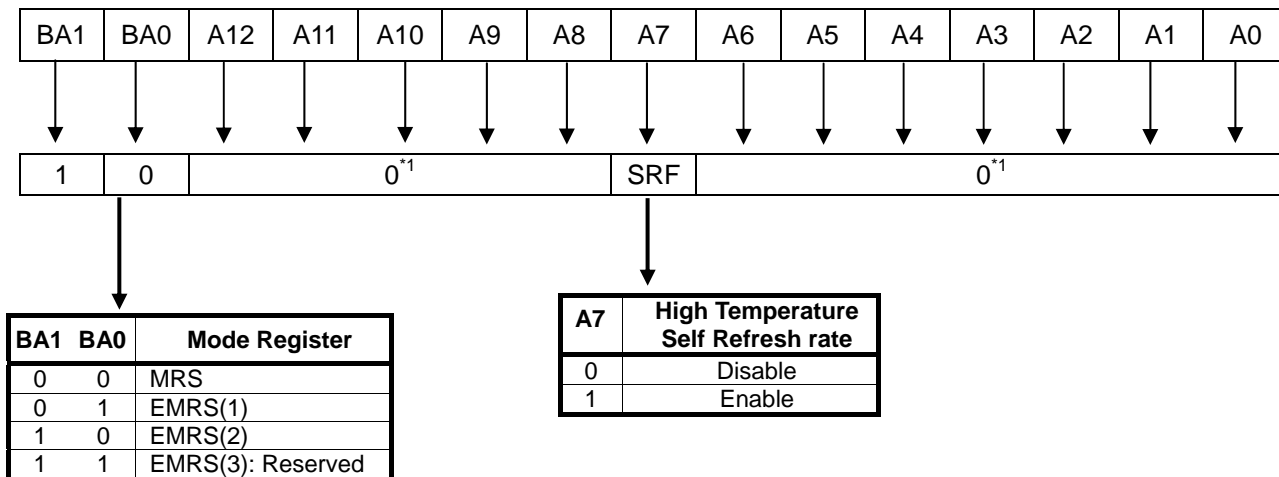 BA1 BA0 A12 A11 A10 A9 A8 A7 A6 A5 A4 A3 A2 A1 A0
1 0 0*1 SRF 0*1
BA1 BA0 Mode Register
0 0 MRS
0 1 EMRS(1)
1 0 EMRS(2)
1 1 EMRS(3): Reserved
A7 High Temperature
Self Refresh rate
0 Disable
1 Enable